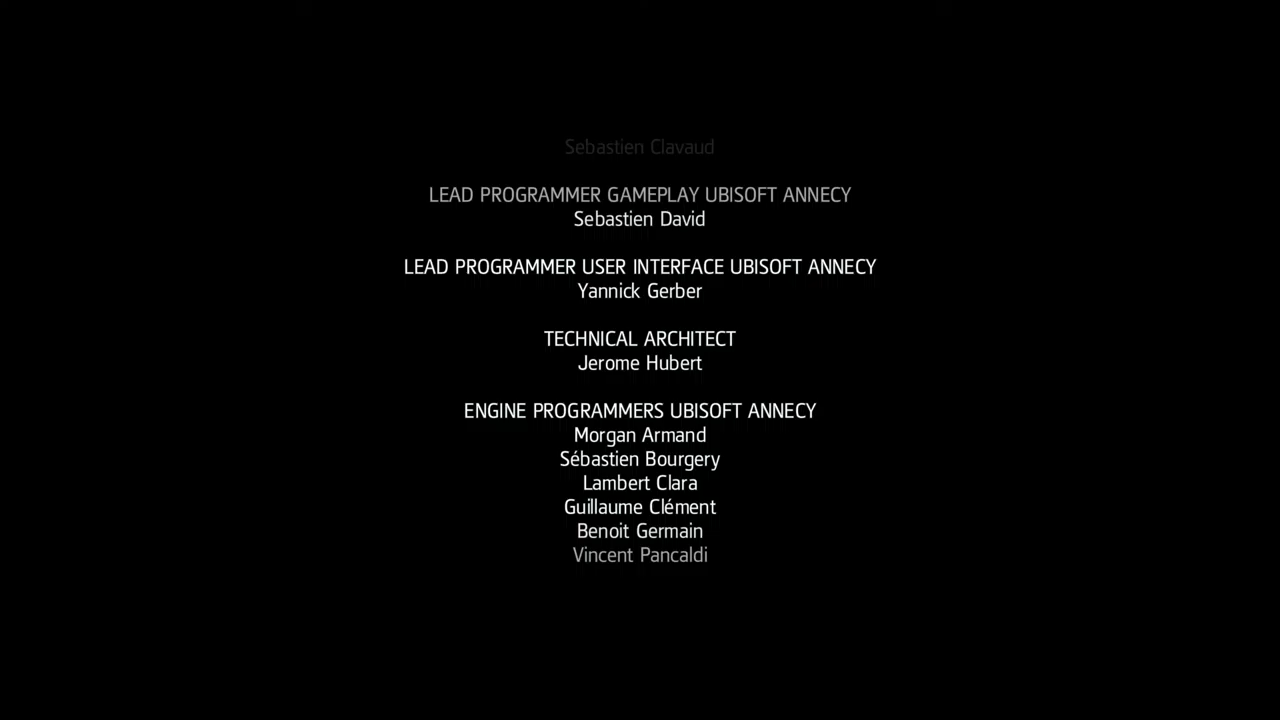 Sebastien Clavaud
LEAD PROGRAMMER GAMEPLAY UBISOFT ANNECY
Sebastien David
LEAD PROGRAMMER USER INTERFACE UBISOFT ANNECY
Yannick Gerber
TECHNICAL ARCHITECT
Jerome Hubert
ENGINE PROGRAMMERS UBISOFT ANNECY
Morgan Armand
Sébastien Bourgery
Lambert Clara
Guillaume Clément
Benoit Germain
Vincent Pancaldi